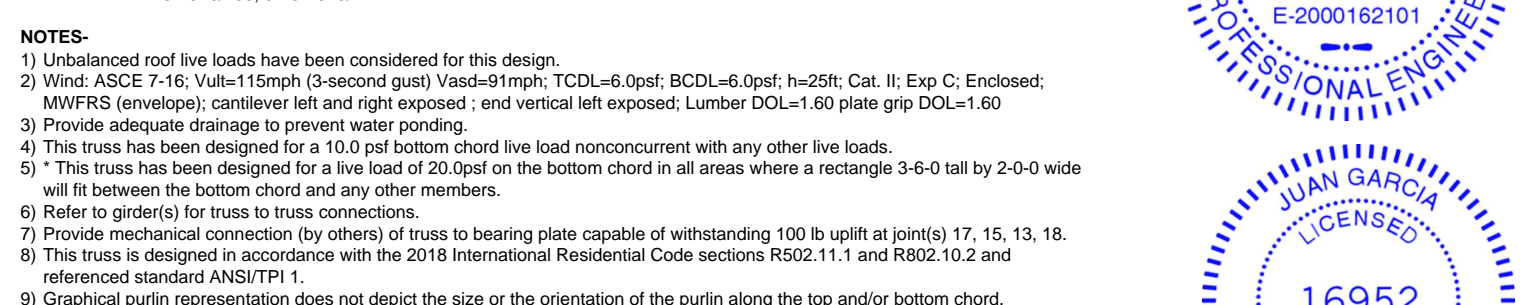 NOTES-
1) Unbalanced roof live loads have been considered for this design.
2) Wind: ASCE 7-16; Vult=115mph (3-second gust) Vasd=91mph; TCDL=6.0psf; BCDL=6.0psf; h=25ft; Cat. II; Exp C; Enclosed;
MWFRS (envelope); cantilever left and right exposed ; end vertical left exposed; Lumber DOL=1.60 plate grip DOL=1.60
3) Provide adequate drainage to prevent water ponding.
4) This truss has been designed for a 10.0 psf bottom chord live load nonconcurrent with any other live loads.
5) * This truss has been designed for a live load of 20.0psf on the bottom chord in all areas where a rectangle 3-6-0 tall by 2-0-0 wide
will fit between the bottom chord and any other members.
6) Refer to girder(s) for truss to truss connections.
7) Provide mechanical connection (by others) of truss to bearing plate capable of withstanding 100 lb uplift at joint(s) 17, 15, 13, 18.
8) This truss is designed in accordance with the 2018 International Residential Code sections R502.11.1 and R802.10.2 and
referenced standard ANSI/TPI 1.
9) Graphical purlin representation does not depict the size or the orientation of the purlin along the top and/or bottom chord.
E-2000162101
ROFESSIONAL ENGINEE
JUAN GARCIA
LICENSED
16952